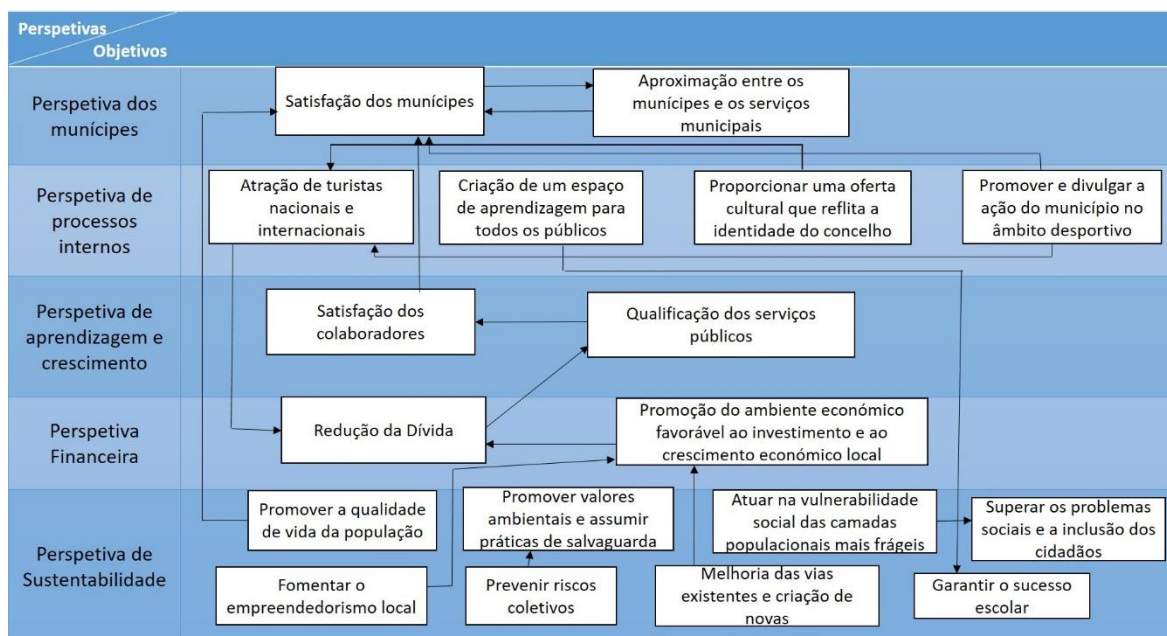 Perspetivas
Objetivos
Perspetiva dos
munícipes
Satisfação dos munícipes
Aproximação entre os
munícipes e os serviços
municipais
Perspetiva de
processos
internos
Atração de turistas
nacionais e
internacionais
Criação de um espaço
de aprendizagem para
todos os públicos
Proporcionar uma oferta
cultural que reflita a
identidade do concelho
Promover e divulgar a
ação do município no
âmbito desportivo
Perspetiva de
aprendizagem e
crescimento
Satisfação dos
colaboradores
Qualificação dos serviços
públicos
Perspetiva
Financeira
Redução da Dívida
Promoção do ambiente económico
favorável ao investimento e ao
crescimento económico local
Perspetiva de
Sustentabilidade
Promover a qualidade
de vida da população
Promover valores
ambientais e assumir
práticas de salvaguarda
Atuar na vulnerabilidade
social das camadas
populacionais mais frágeis
Superar os problemas
sociais e a inclusão dos
cidadãos
Fomentar o
empreendedorismo local
Prevenir riscos
coletivos
Melhoria das vias
existentes e criação de
novas
Garantir o sucesso
escolar